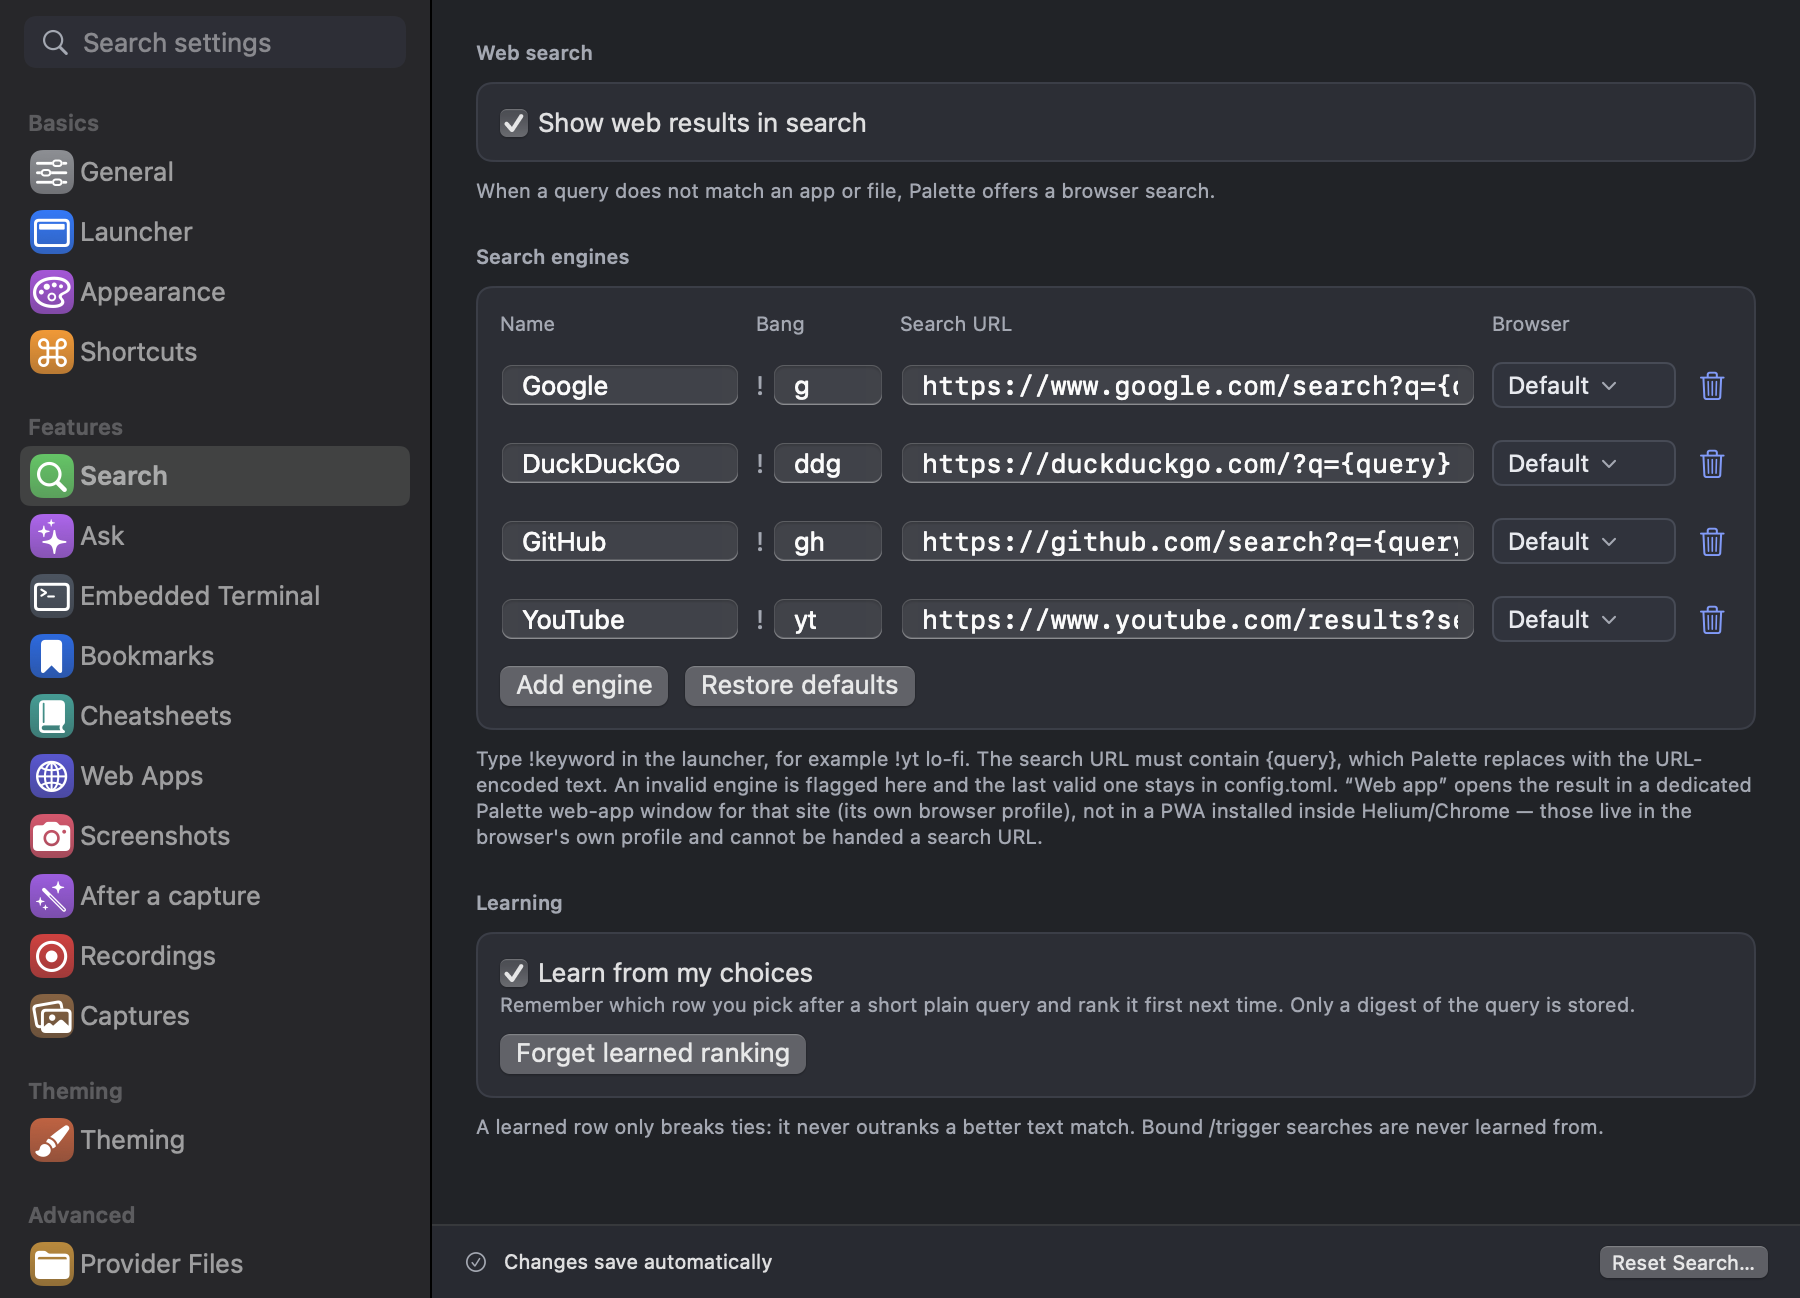 Search settings
Basics
General
Launcher
Appearance
Shortcuts
Features
Search
Ask
Embedded Terminal
Bookmarks
Cheatsheets
Web Apps
Screenshots
After a capture
Recordings
Captures
Theming
Theming
Advanced
Provider Files
Web search
Show web results in search
When a query does not match an app or file, Palette offers a browser search.
Search engines
Name Bang Search URL Browser
Google ! g https://www.google.com/search?q={ Default
DuckDuckGo ! ddg https://duckduckgo.com/?q={query} Default
GitHub ! gh https://github.com/search?q={query Default
YouTube ! yt https://www.youtube.com/results?se Default
Add engine Restore defaults
Type !keyword in the launcher, for example !yt lo-fi. The search URL must contain {query}, which Palette replaces with the URL-
encoded text. An invalid engine is flagged here and the last valid one stays in config.toml. “Web app” opens the result in a dedicated
Palette web-app window for that site (its own browser profile), not in a PWA installed inside Helium/Chrome — those live in the
browser's own profile and cannot be handed a search URL.
Learning
Learn from my choices
Remember which row you pick after a short plain query and rank it first next time. Only a digest of the query is stored.
Forget learned ranking
A learned row only breaks ties: it never outranks a better text match. Bound /trigger searches are never learned from.
Changes save automatically
Reset Search...